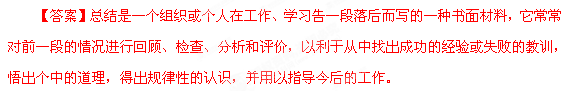 【答案】总结是一个组织或个人在工作、学习告一段落后而写的一种书面材料，它常常
对前一段的情况进行回顾、检查、分析和评价，以利于从中找出成功的经验或失败的教训，
悟出个中的道理，得出规律性的认识，并用以指导今后的工作。